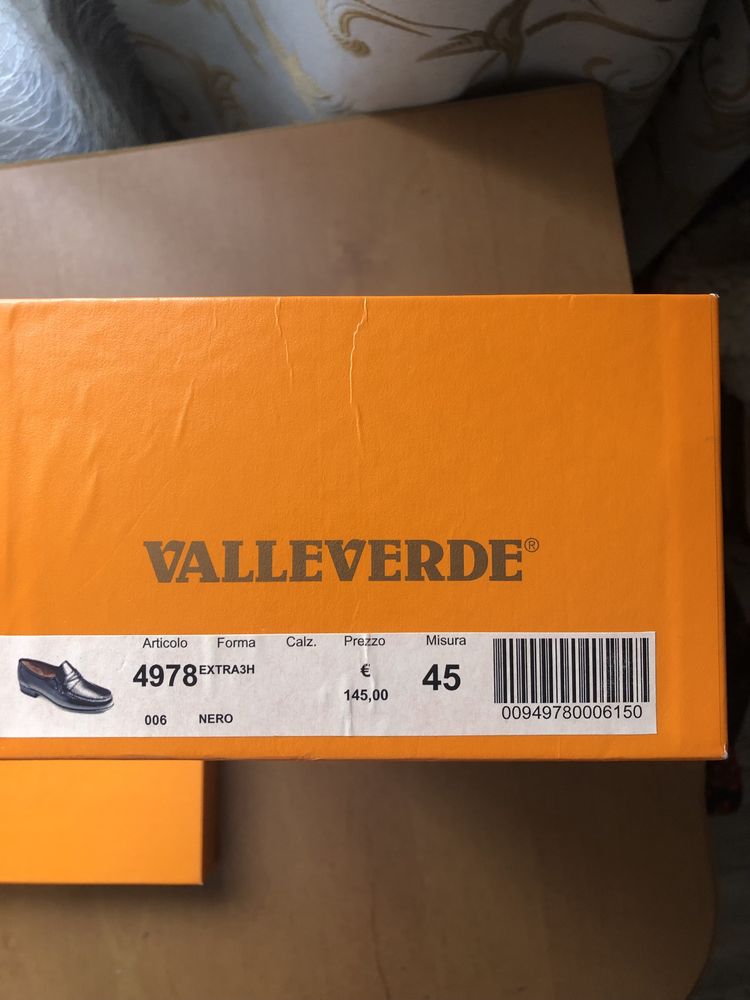 VALLEVERDE®
Articolo Forma Calz. Prezzo Misura
4978 EXTRA3H € 145,00 45
006 NERO
00949780006150